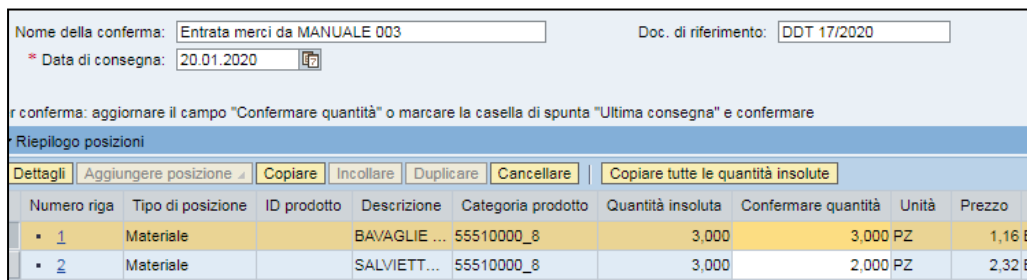 Nome della conferma: Entrata merci da MANUALE 003 Doc. di riferimento: DDT 17/2020
* Data di consegna: 20.01.2020
r conferma: aggiornare il campo "Confermare quantità" o marcare la casella di spunta "Ultima consegna" e confermare
Riepilogo posizioni
Dettagli Aggiungere posizione Copiare Incollare Duplicare Cancellare Copiare tutte le quantità insolute
Numero riga Tipo di posizione ID prodotto Descrizione Categoria prodotto Quantità insoluta Confermare quantità Unità Prezzo
1 Materiale BAVAGLIE ... 55510000_8 3,000 3,000 PZ 1,16 E
2 Materiale SALVIETT... 55510000_8 3,000 2,000 PZ 2,32 E